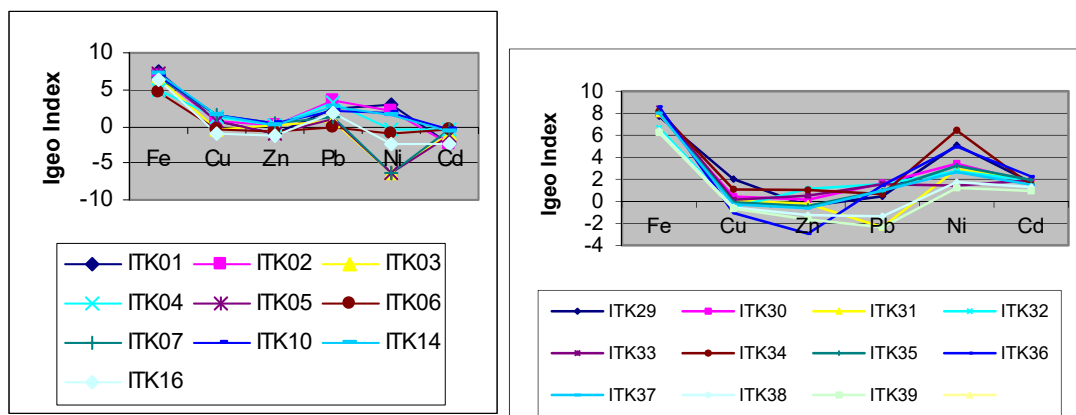 Igeo Index
10
5
0
-5
-10
Fe Cu Zn Pb Ni Cd
ITK01 ITK02 ITK03
ITK04 ITK05 ITK06
ITK07 ITK10 ITK14
ITK16
Igeo Index
10
8
6
4
2
0
-2
-4
Fe Cu Zn Pb Ni Cd
ITK29 ITK30 ITK31 ITK32
ITK33 ITK34 ITK35 ITK36
ITK37 ITK38 ITK39